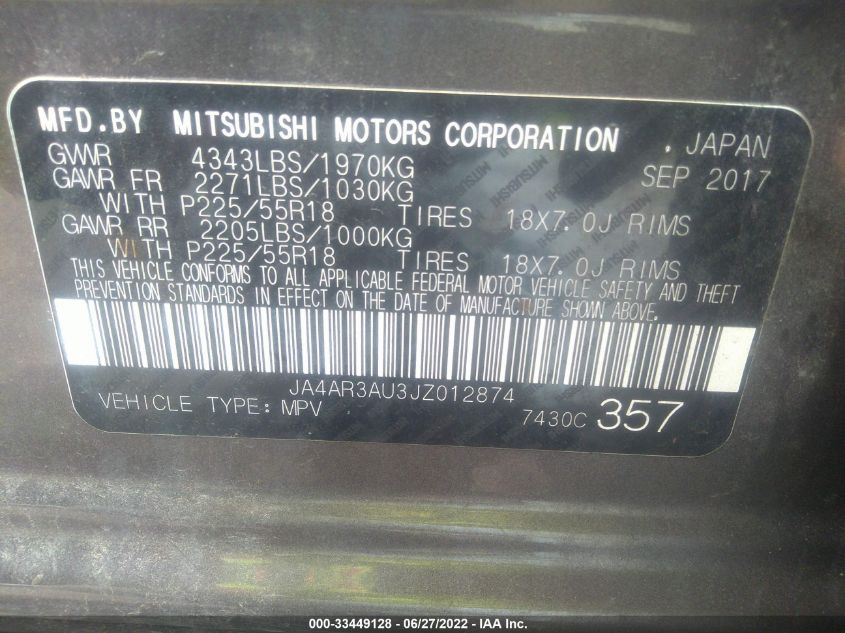 MFD.BY MITSUBISHI MOTORS CORPORATION . JAPAN
GVWR 4343LBS/1970KG SEP 2017
GAWR FR 2271LBS/1030KG
WITH P225/55R18 TIRES 18X7.0J RIMS
GAWR RR 2205LBS/1000KG
WITH P225/55R18 TIRES 18X7.0J RIMS
THIS VEHICLE CONFORMS TO ALL APPLICABLE FEDERAL MOTOR VEHICLE SAFETY AND THEFT
PREVENTION STANDARDS IN EFFECT ON THE DATE OF MANUFACTURE SHOWN ABOVE.
JA4AR3AU3JZ012874
VEHICLE TYPE: MPV 7430C 357
000-33449128 - 06/27/2022 - IAA Inc.